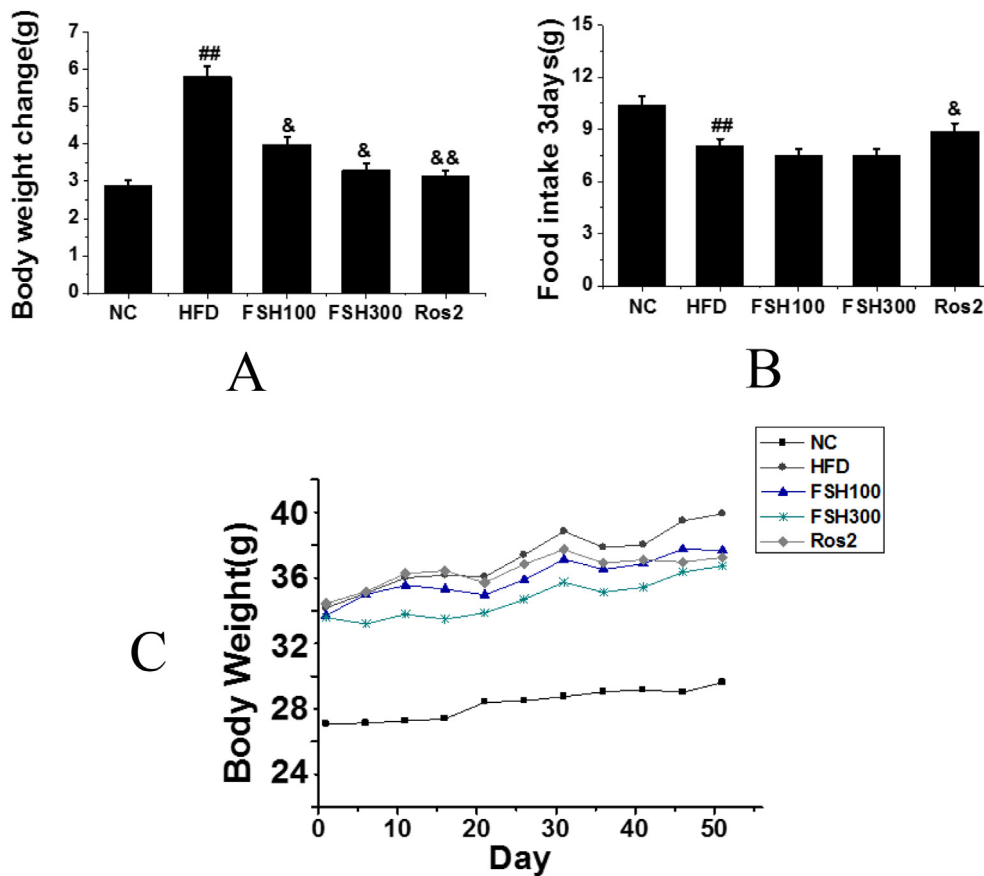 Body weight change(g)
7
6
5
4
3
2
1
0
##
&
&
&&
NC HFD FSH100 FSH300 Ros2
A
Food intake 3days(g)
15
12
9
6
3
0
##
&
NC HFD FSH100 FSH300 Ros2
B
NC
HFD
FSH100
FSH300
Ros2
C
Body Weight(g)
40
36
32
28
24
0 10 20 30 40 50
Day